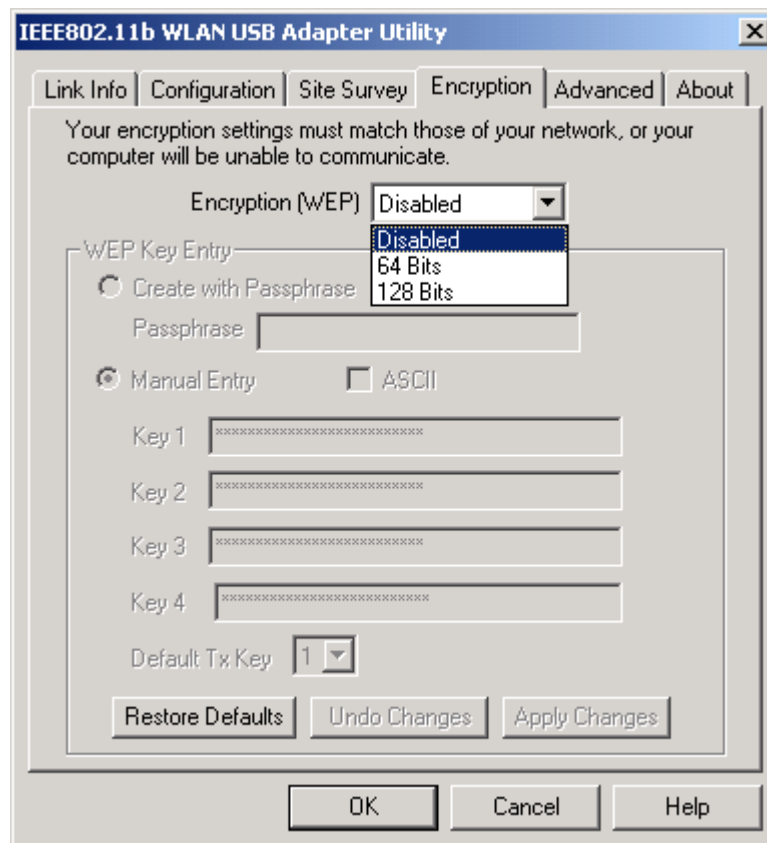 IEEE802.11b WLAN USB Adapter Utility
Link Info Configuration Site Survey Encryption Advanced About
Your encryption settings must match those of your network, or your
computer will be unable to communicate.
Encryption (WEP) Disabled
Disabled
64 Bits
128 Bits
WEP Key Entry
Create with Passphrase
Passphrase
Manual Entry ASCII
Key 1 **************************
Key 2 **************************
Key 3 **************************
Key 4 **************************
Default Tx Key 1
Restore Defaults Undo Changes Apply Changes
OK Cancel Help